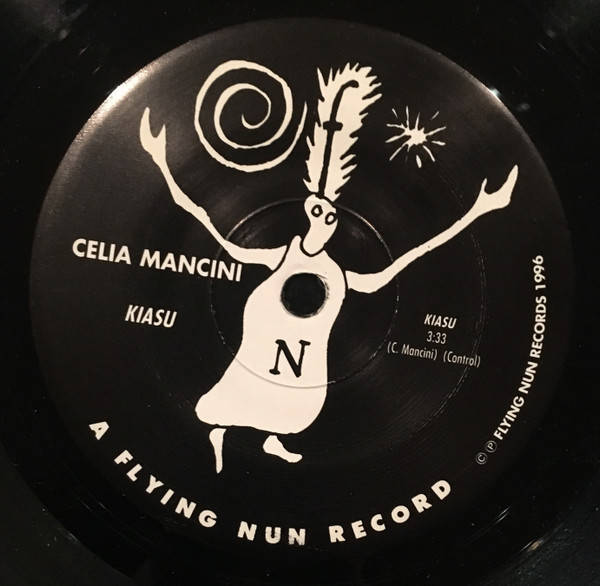 CELIA MANCINI
KIASU
N
KIASU
3:33
(C. Mancini) (Control)
Ⓒ Ⓟ FLYING NUN RECORDS 1996
A FLYING NUN RECORD